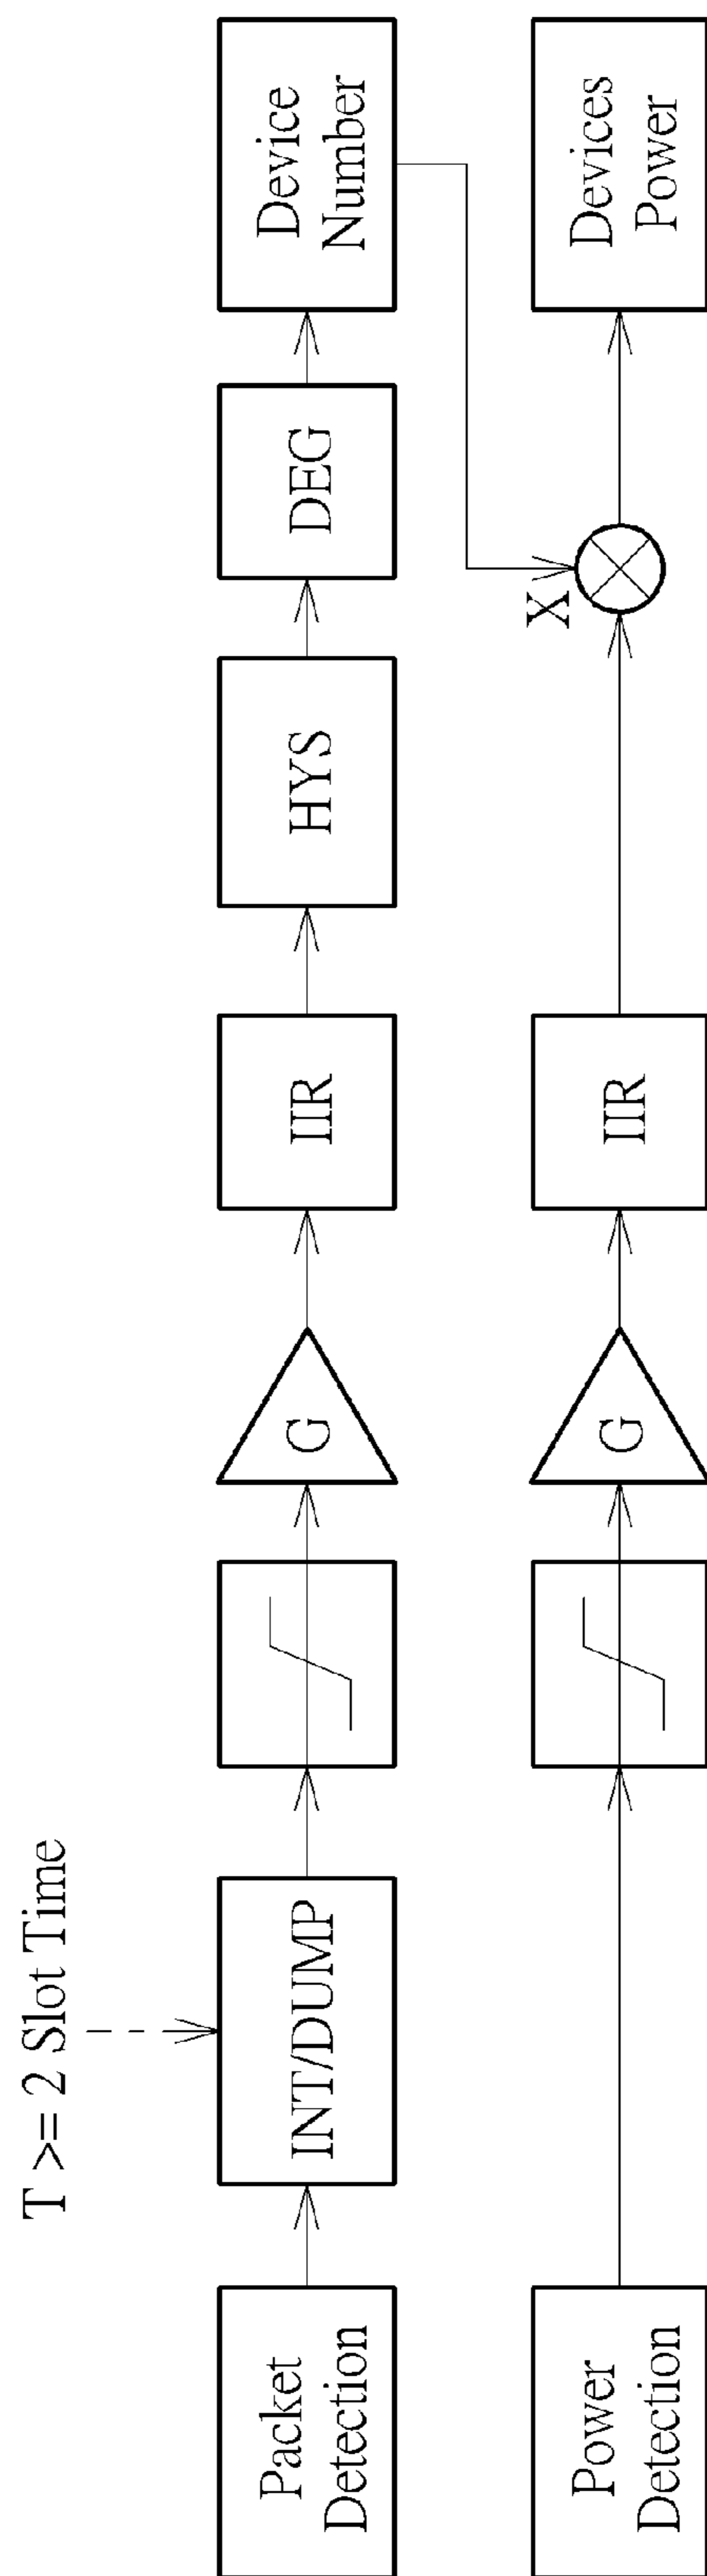 T >= 2 Slot Time
Packet
Detection
INT/DUMP
G
IIR
HYS
DEG
Device
Number
X
Power
Detection
G
IIR
Devices
Power